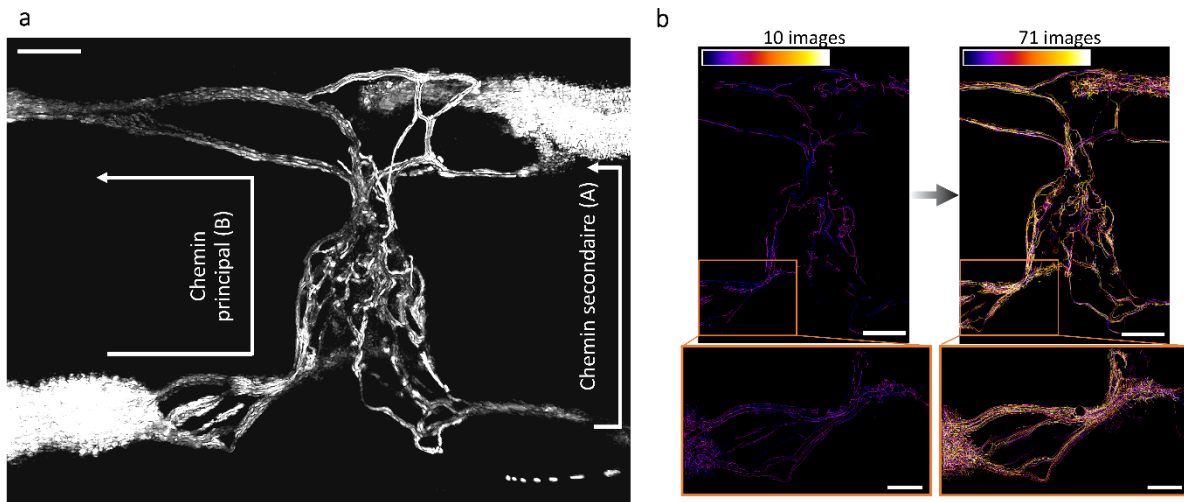 a
b
10 images
71 images
Chemin
principal (B)
Chemin secondaire (A)